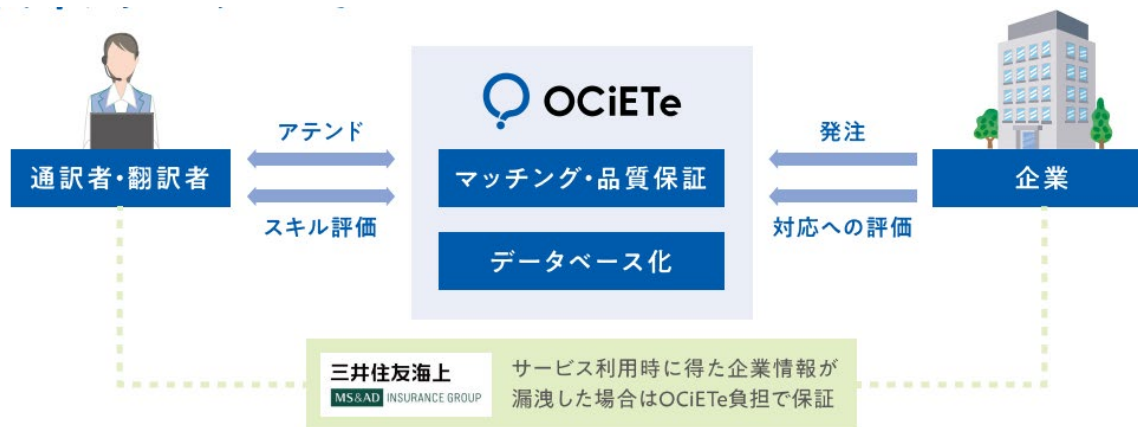 OCiETe
アテンド
発注
通訳者・翻訳者
マッチング・品質保証
企業
スキル評価
対応への評価
データベース化
三井住友海上
MS&AD INSURANCE GROUP
サービス利用時に得た企業情報が
漏洩した場合はOCiETe負担で保証